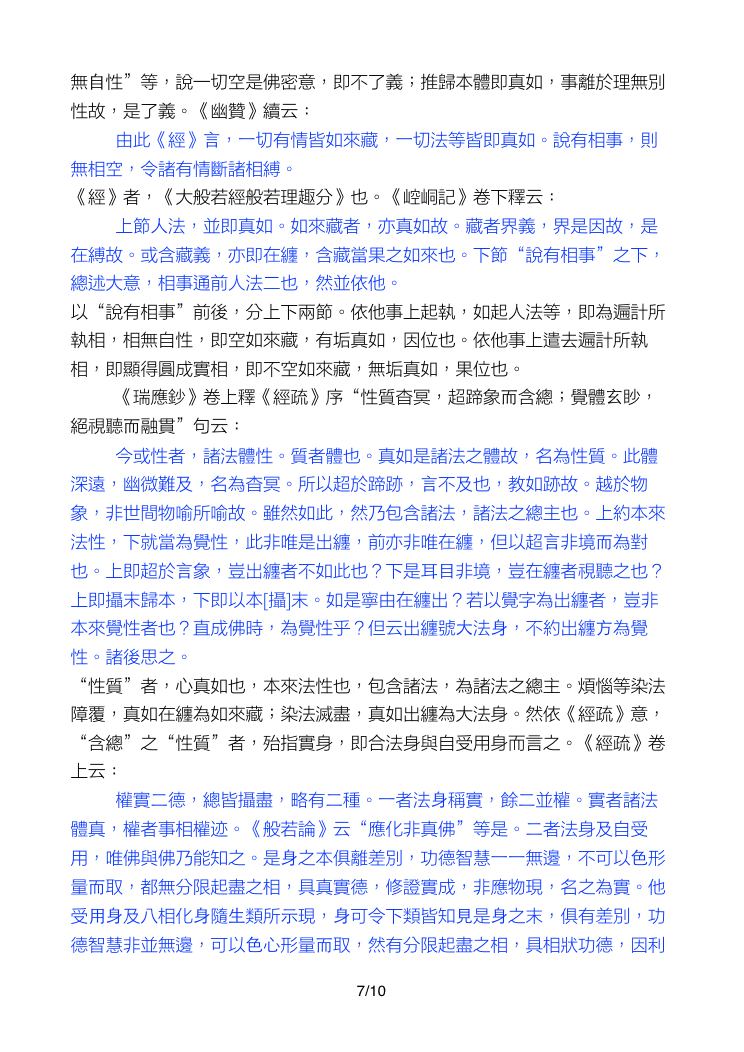 無自性”等，說一切空是佛密意，即不了義；推歸本體即真如，事離於理無別
性故，是了義。《幽贊》續云：
由此《經》言，一切有情皆如來藏，一切法等皆即真如。說有相事，則
無相空，令諸有情斷諸相縛。
《經》者，《大般若經般若理趣分》也。《崆峒記》卷下釋云：
上節人法，並即真如。如來藏者，亦真如故。藏者界義，界是因故，是
在縛故。或含藏義，亦即在纏，含藏當果之如來也。下節“說有相事”之下，
總述大意，相事通前人法二也，然並依他。
以“說有相事”前後，分上下兩節。依他事上起執，如起人法等，即為遍計所
執相，相無自性，即空如來藏，有垢真如，因位也。依他事上遣去遍計所執
相，即顯得圓成實相，即不空如來藏，無垢真如，果位也。
《瑞應鈔》卷上釋《經疏》序“性質杳冥，超蹄象而含總；覺體玄眇，
絕視聽而融貫”句云：
今或性者，諸法體性。質者體也。真如是諸法之體故，名為性質。此體
深遠，幽微難及，名為杳冥。所以超於蹄跡，言不及也，教如跡故。越於物
象，非世間物喻所喻故。雖然如此，然乃包含諸法，諸法之總主也。上約本來
法性，下就當為覺性，此非唯是出纏，前亦非唯在纏，但以超言非境而為對
也。上即超於言象，豈出纏者不如此也？下是耳目非境，豈在纏者視聽之也？
上即攝末歸本，下即以本[攝]末。如是寧由在纏出？若以覺字為出纏者，豈非
本來覺性者也？直成佛時，為覺性乎？但云出纏號大法身，不約出纏方為覺
性。諸後思之。
“性質”者，心真如也，本來法性也，包含諸法，為諸法之總主。煩惱等染法
障覆，真如在纏為如來藏；染法滅盡，真如出纏為大法身。然依《經疏》意，
“含總”之“性質”者，殆指實身，即合法身與自受用身而言之。《經疏》卷
上云：
權實二德，總皆攝盡，略有二種。一者法身稱實，餘二並權。實者諸法
體真，權者事相權迹。《般若論》云“應化非真佛”等是。二者法身及自受
用，唯佛與佛乃能知之。是身之本俱離差別，功德智慧一一無邊，不可以色形
量而取，都無分限起盡之相，具真實德，修證實成，非應物現，名之為實。他
受用身及八相化身隨生類所示現，身可令下類皆知見是身之末，俱有差別，功
德智慧非並無邊，可以色心形量而取，然有分限起盡之相，具相狀功德，因利
7/10